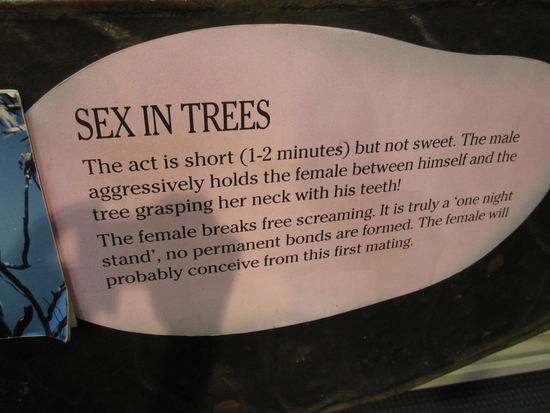 SEX IN TREES
The act is short (1-2 minutes) but not sweet. The male
aggressively holds the female between himself and the
tree grasping her neck with his teeth!
The female breaks free screaming. It is truly a 'one night
stand', no permanent bonds are formed. The female will
probably conceive from this first mating.